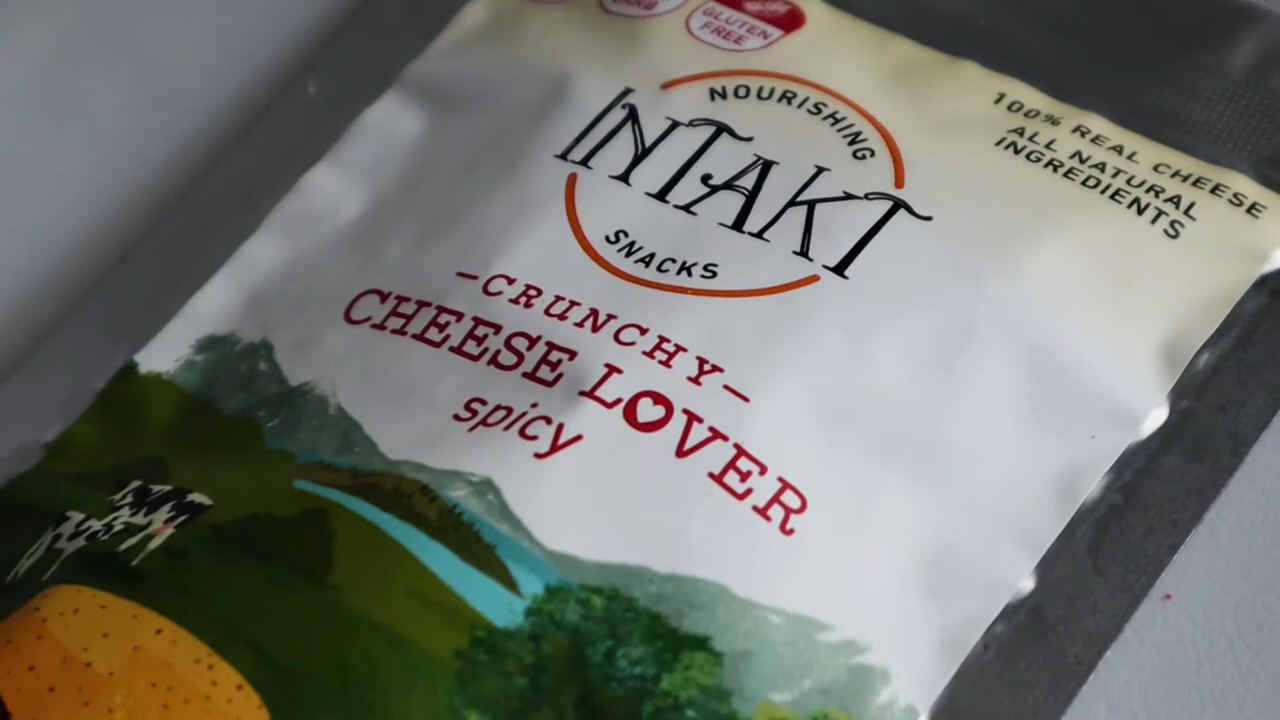 GLUTEN
FREE
NOURISHING
INTAKT
SNACKS
100% REAL CHEESE
ALL NATURAL
INGREDIENTS
–CRUNCHY–
CHEESE LOVER
spicy